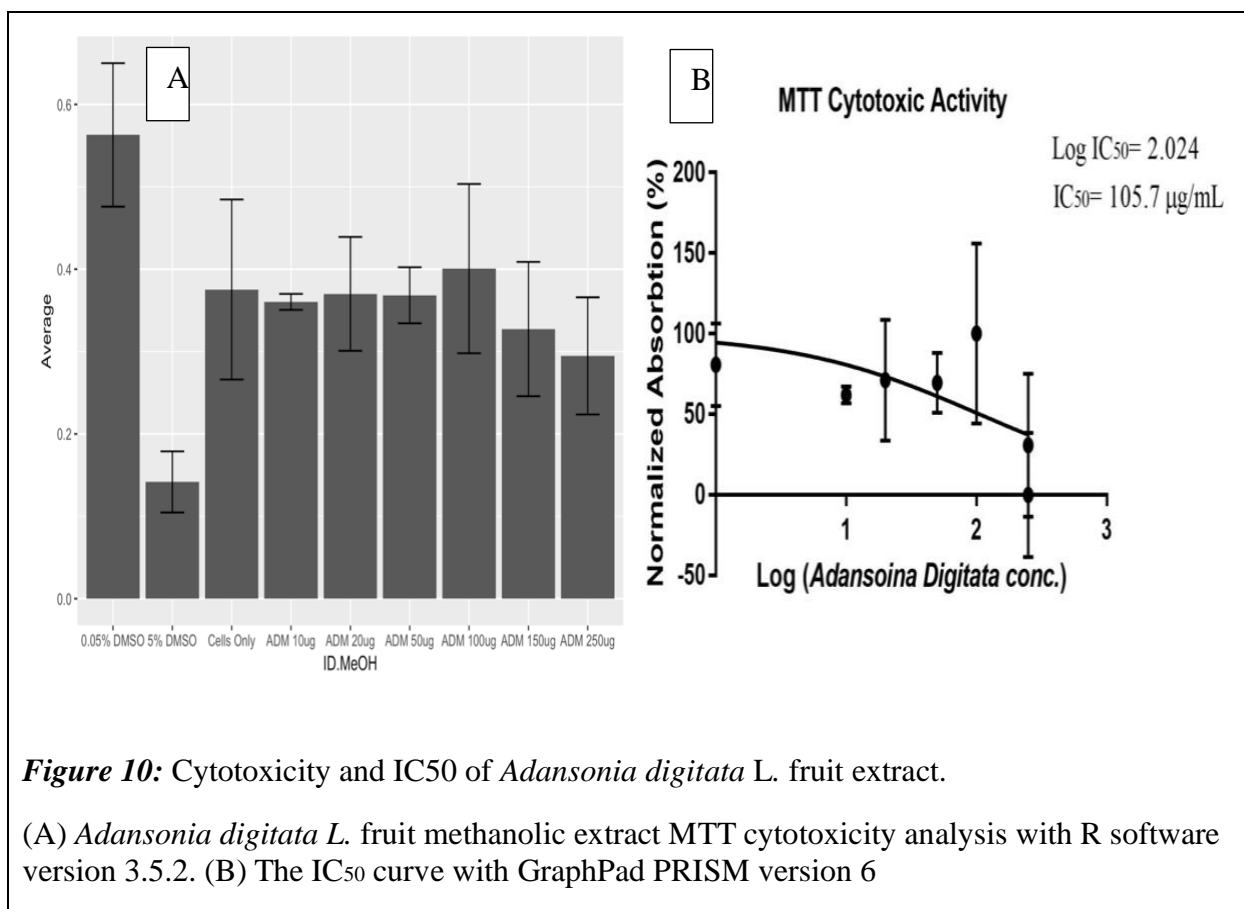 A
0.6
0.4
0.2
0.0
Average
0.05% DMSO 5% DMSO Cells Only ADM 10ug ADM 20ug ADM 50ug ADM 100ug ADM 150ug ADM 250ug
ID.MeOH
B
MTT Cytotoxic Activity
Log IC50= 2.024
IC50= 105.7 µg/mL
200
150
100
50
0
-50
Normalized Absorbtion (%)
1 2 3
Log (Adansoina Digitata conc.)
Figure 10: Cytotoxicity and IC50 of Adansonia digitata L. fruit extract.
(A) Adansonia digitata L. fruit methanolic extract MTT cytotoxicity analysis with R software
version 3.5.2. (B) The IC50 curve with GraphPad PRISM version 6